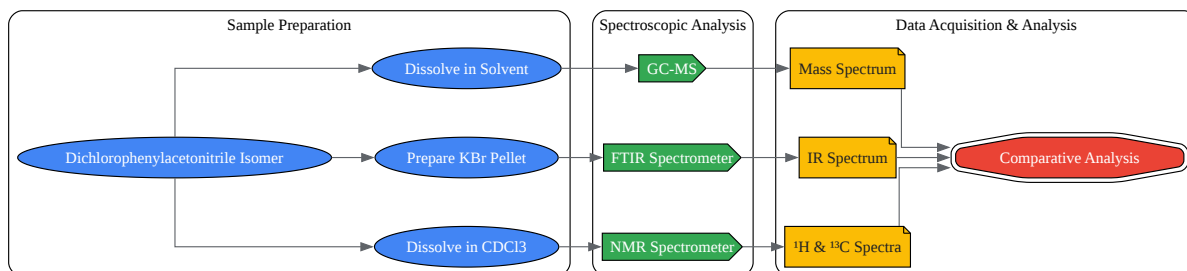 Sample Preparation
Spectroscopic Analysis
Data Acquisition & Analysis
Dissolve in Solvent
GC-MS
Mass Spectrum
Dichlorophenylacetonitrile Isomer
Prepare KBr Pellet
FTIR Spectrometer
IR Spectrum
Comparative Analysis
Dissolve in CDCl3
NMR Spectrometer
¹H & ¹³C Spectra